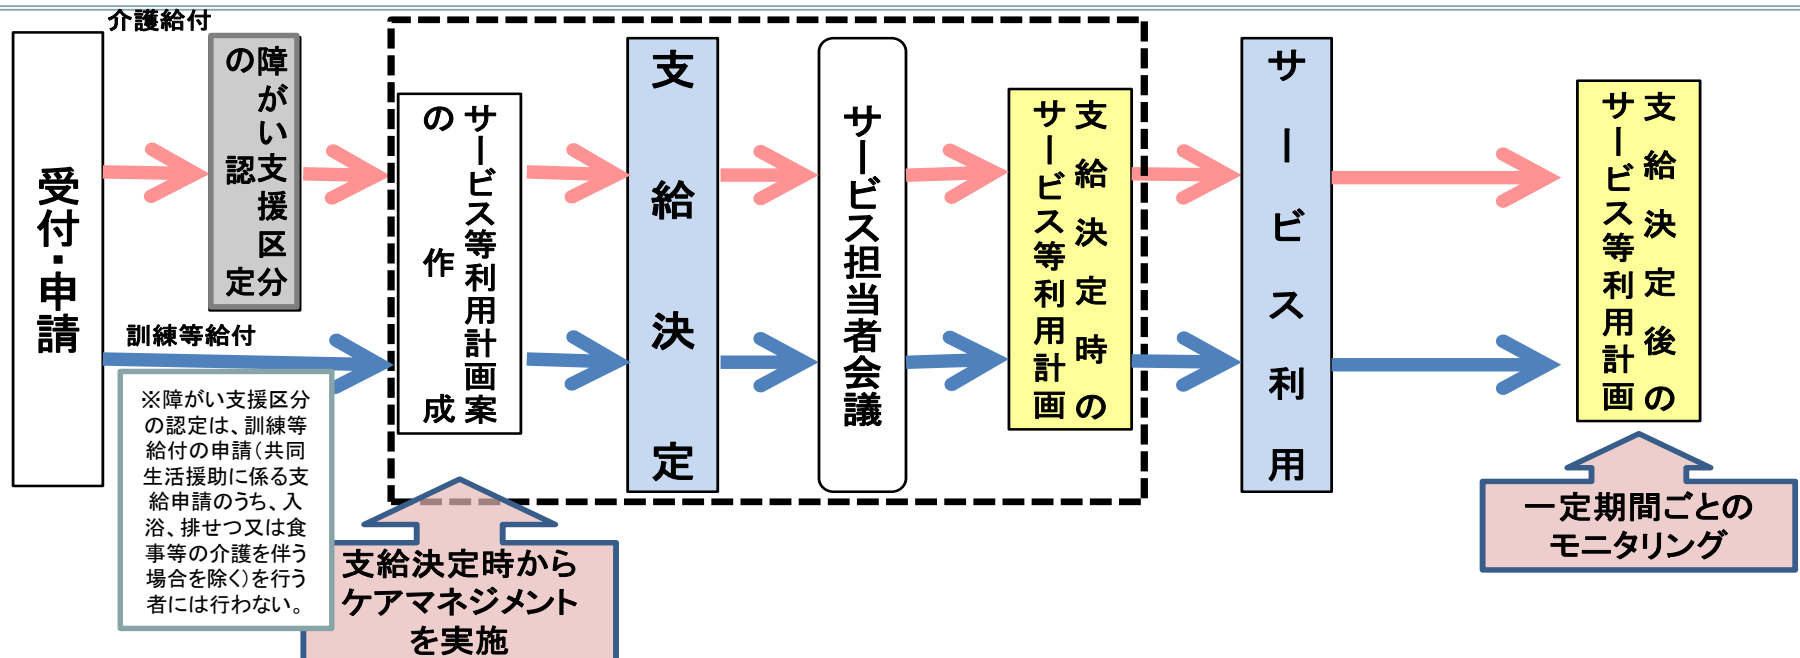 介護給付
受付・申請
障がい支援区分
の認定
訓練等給付
※障がい支援区分
の認定は、訓練等
給付の申請（共同
生活援助に係る支
給申請のうち、入
浴、排せつ又は食
事等の介護を伴う
場合を除く）を行う
者には行わない。
サービス等利用計画案
の作成
支給決定
サービス担当者会議
支給決定時の
サービス等利用計画
サービス利用
支給決定後の
サービス等利用計画
支給決定時から
ケアマネジメント
を実施
一定期間ごとの
モニタリング